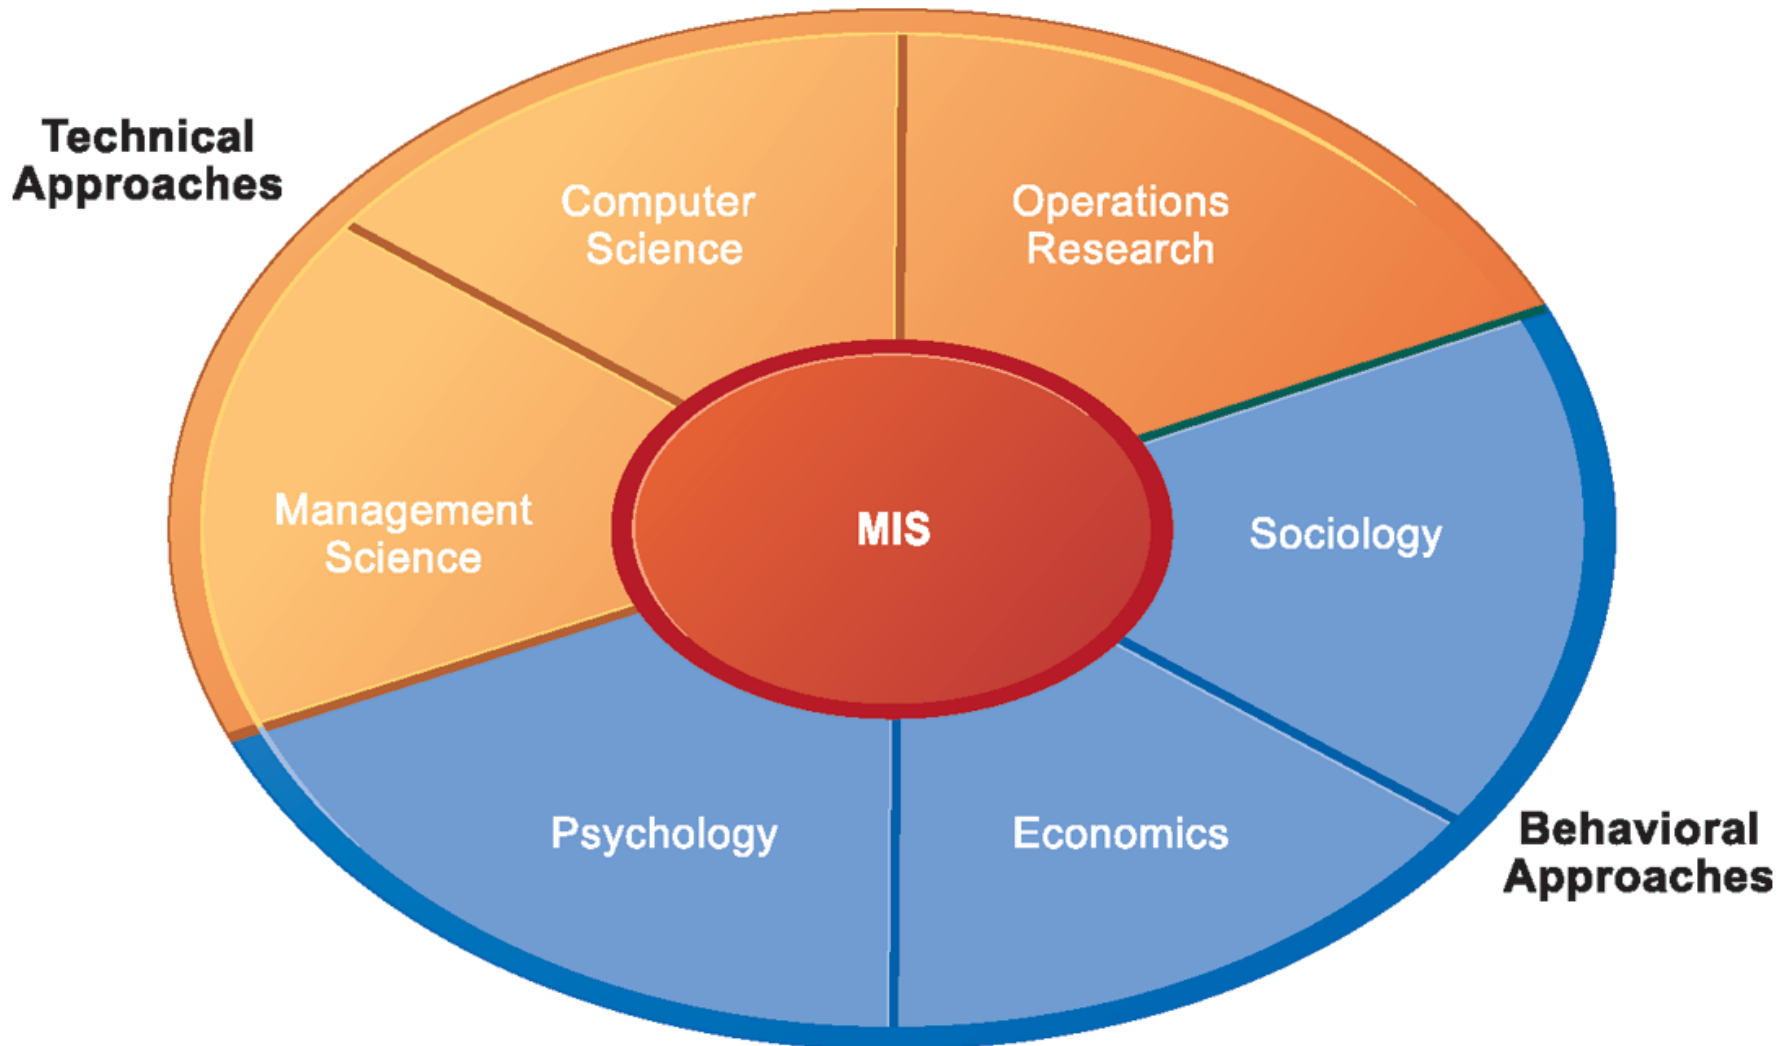 Technical
Approaches
Computer
Science
Operations
Research
Management
Science
MIS
Sociology
Psychology
Economics
Behavioral
Approaches